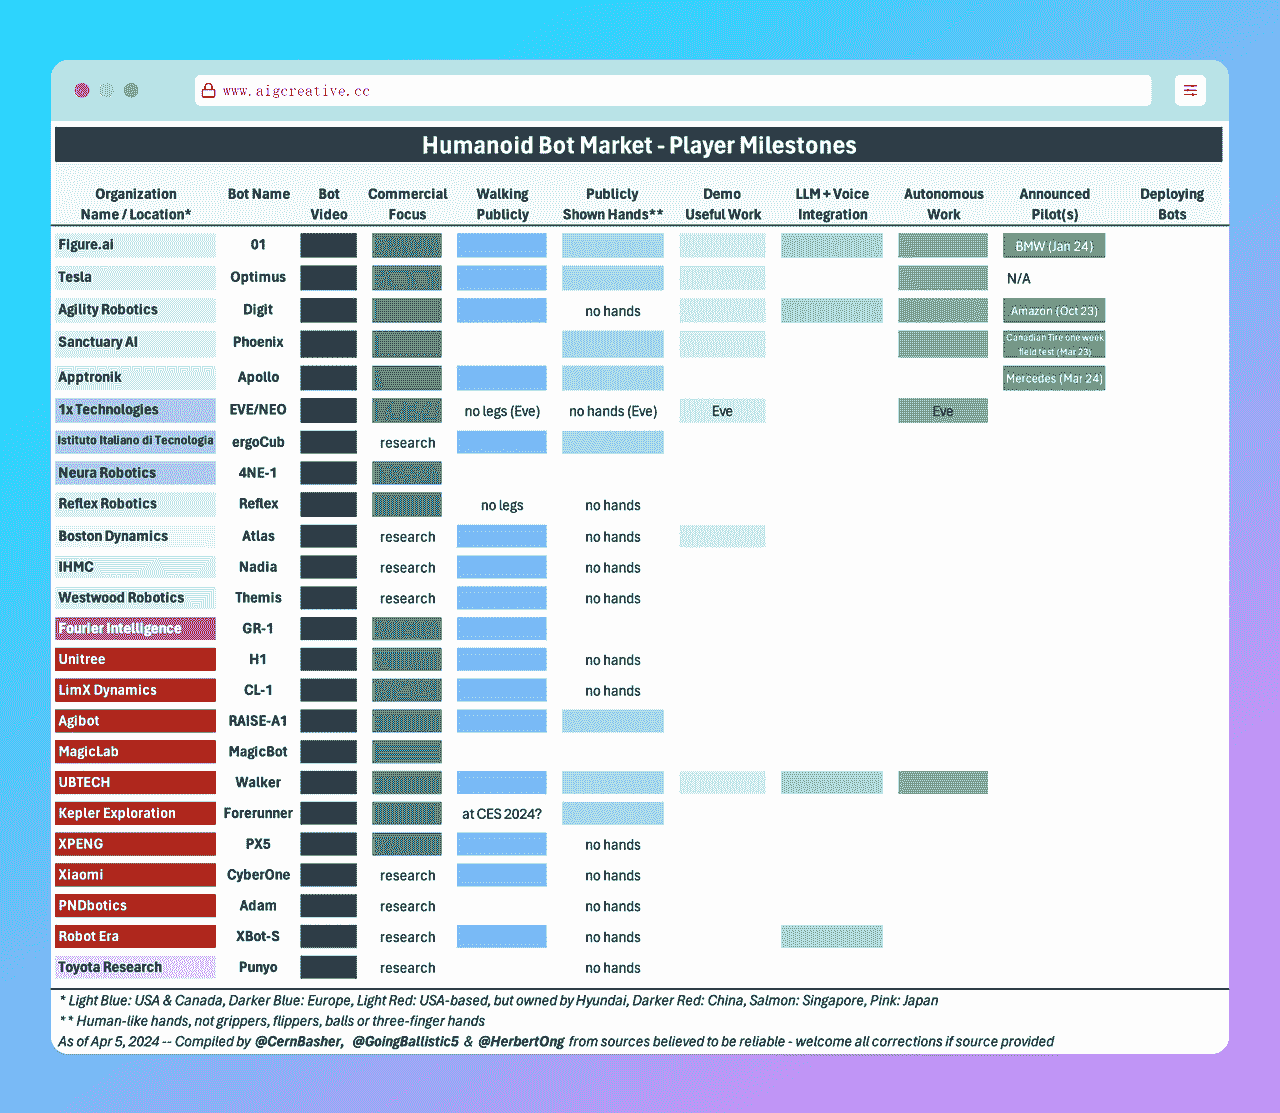 www.aigcreative.cc
Humanoid Bot Market - Player Milestones
Organization Name / Location* Bot Name Bot Video Commercial Focus Walking Publicly Publicly Shown Hands** Demo Useful Work LLM + Voice Integration Autonomous Work Announced Pilot(s) Deploying Bots
Figure.ai 01 BMW (Jan 24)
Tesla Optimus N/A
Agility Robotics Digit no hands Amazon (Oct 23)
Sanctuary AI Phoenix Canadian Tire one week field test (Mar 23)
Apptronik Apollo Mercedes (Mar 24)
1x Technologies EVE/NEO no legs (Eve) no hands (Eve) Eve Eve
Istituto Italiano di Tecnologia ergoCub research
Neura Robotics 4NE-1
Reflex Robotics Reflex no legs no hands
Boston Dynamics Atlas research no hands
IHMC Nadia research no hands
Westwood Robotics Themis research no hands
Fourier Intelligence GR-1
Unitree H1 no hands
LimX Dynamics CL-1 no hands
Agibot RAISE-A1
MagicLab MagicBot
UBTECH Walker
Kepler Exploration Forerunner at CES 2024?
XPENG PX5 no hands
Xiaomi CyberOne research no hands
PNDbotics Adam research no hands
Robot Era XBot-S research no hands
Toyota Research Punyo research no hands
* Light Blue: USA & Canada, Darker Blue: Europe, Light Red: USA-based, but owned by Hyundai, Darker Red: China, Salmon: Singapore, Pink: Japan
** Human-like hands, not grippers, flippers, balls or three-finger hands
As of Apr 5, 2024 -- Compiled by @CernBasher, @GoingBallistic5 & @HerbertOng from sources believed to be reliable - welcome all corrections if source provided